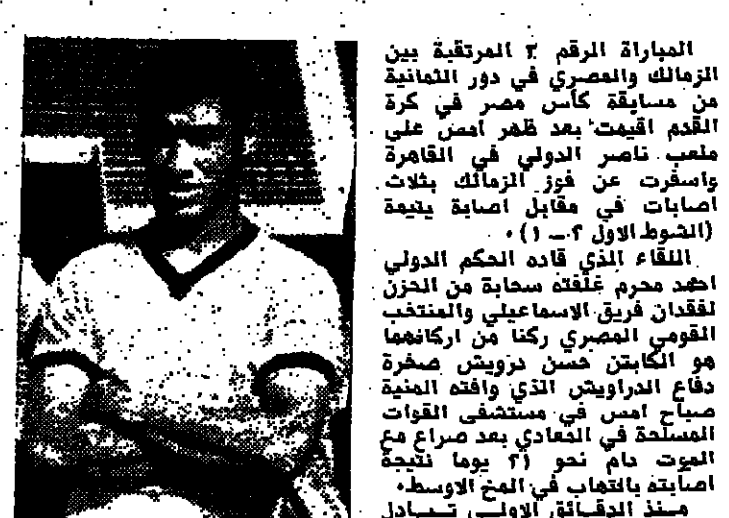 المباراة الرقم ٣ المرتقبة بين
الزمالك والمصري في دور الثمانية
من مسابقة كأس مصر في كرة
القدم اقيمت بعد ظهر امس على
ملعب ناصر الدولي في القاهرة
واسفرت عن فوز الزمالك بثلاث
اصابات في مقابل اصابة يتيمة
(الشوط الاول ٢ - ١) .
اللقاء الذي قاده الحكم الدولي
احمد محرم غلفته سحابة من الحزن
لفقدان فريق الاسماعيلي والمنتخب
القومي المصري ركنا من اركانهما
هو الكابتن حسن درويش صخرة
دفاع الدراويش الذي وافته المنية
صباح امس في مستشفى القوات
المسلحة في المعادي بعد صراع مع
الموت دام نحو ٢١ يوما نتيجة
اصابته بالتهاب في المخ الاوسط.
منذ الدقائق الاولى تبادل